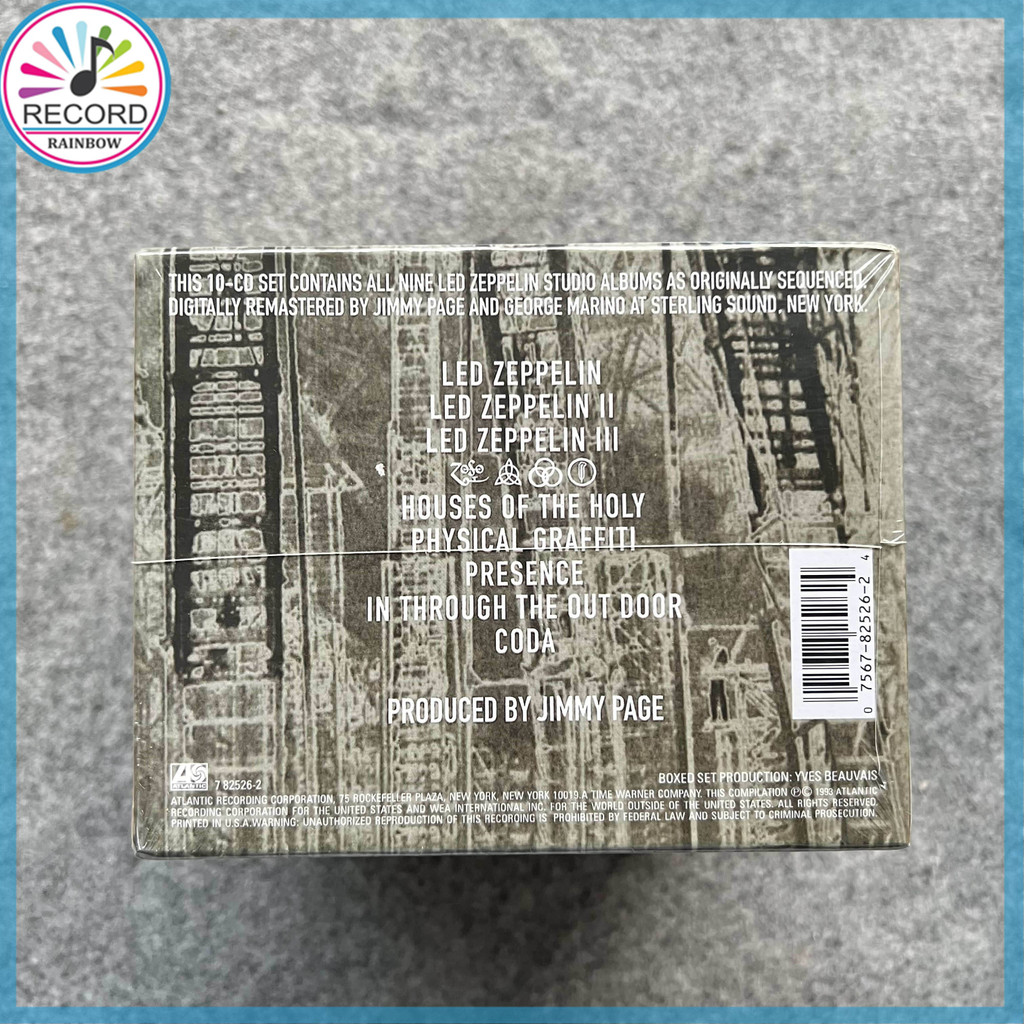 RECORD
RAINBOW
THIS 10-CD SET CONTAINS ALL NINE LED ZEPPELIN STUDIO ALBUMS AS ORIGINALLY SEQUENCED.
DIGITALLY REMASTERED BY JIMMY PAGE AND GEORGE MARINO AT STERLING SOUND, NEW YORK.
LED ZEPPELIN
LED ZEPPELIN II
LED ZEPPELIN III
HOUSES OF THE HOLY
PHYSICAL GRAFFITI
PRESENCE
IN THROUGH THE OUT DOOR
CODA
PRODUCED BY JIMMY PAGE
0 7567-82526-2 4
ATLANTIC
7 82526-2
BOXED SET PRODUCTION: YVES BEAUVAIS
ATLANTIC RECORDING CORPORATION, 75 ROCKEFELLER PLAZA, NEW YORK, NEW YORK 10019.A TIME WARNER COMPANY. THIS COMPILATION ℗© 1993 ATLANTIC
RECORDING CORPORATION FOR THE UNITED STATES AND WEA INTERNATIONAL INC. FOR THE WORLD OUTSIDE OF THE UNITED STATES. ALL RIGHTS RESERVED.
PRINTED IN U.S.A.WARNING: UNAUTHORIZED REPRODUCTION OF THIS RECORDING IS PROHIBITED BY FEDERAL LAW AND SUBJECT TO CRIMINAL PROSECUTION.